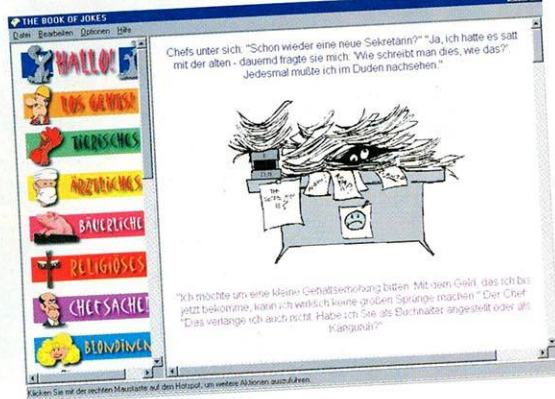 THE BOOK OF JOKES
Datei Bearbeiten Optionen Hilfe
HALLO!
LOS GEHTS!
TIERISCHES
ÄRZTLICHES
BÄUERLICHE
RELIGIÖSES
CHEFSACHE
BLONDINEN
Chefs unter sich: "Schon wieder eine neue Sekretärin?" "Ja, ich hatte es satt
mit der alten - dauernd fragte sie mich: 'Wie schreibt man dies, wie das?'
Jedesmal mußte ich im Duden nachsehen."
"Ich möchte um eine kleine Gehaltserhöhung bitten. Mit dem Geld, das ich bis
jetzt bekomme, kann ich wirklich keine großen Sprünge machen." Der Chef:
"Das verlange ich auch nicht. Habe ich Sie als Buchhalter angestellt oder als
Känguruh?"
Klicken Sie mit der rechten Maustaste auf den Hotspot, um weitere Aktionen auszuführen.